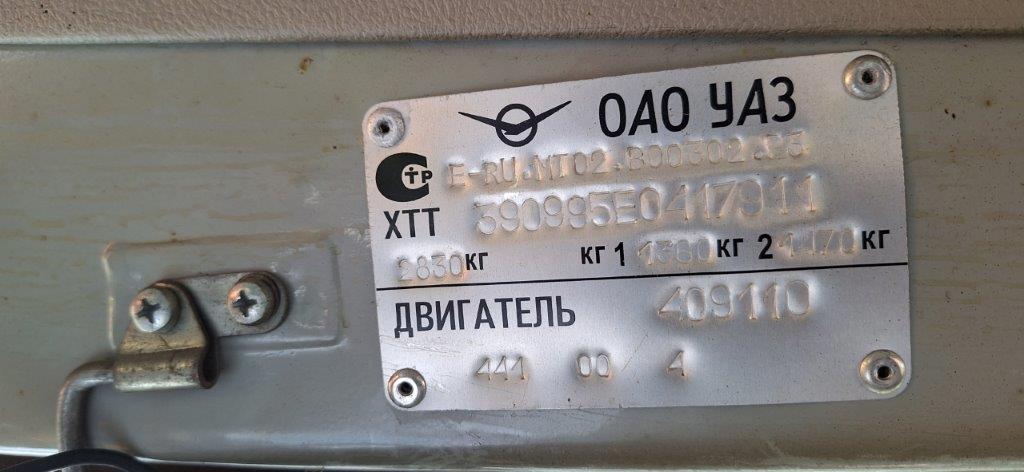 ОАО УАЗ
E-RU.MT02.B00302.С3
ХТТ 390995E0417911
2830 КГ КГ 1 1360 КГ 2 1470 КГ
ДВИГАТЕЛЬ 409110
441 00 4